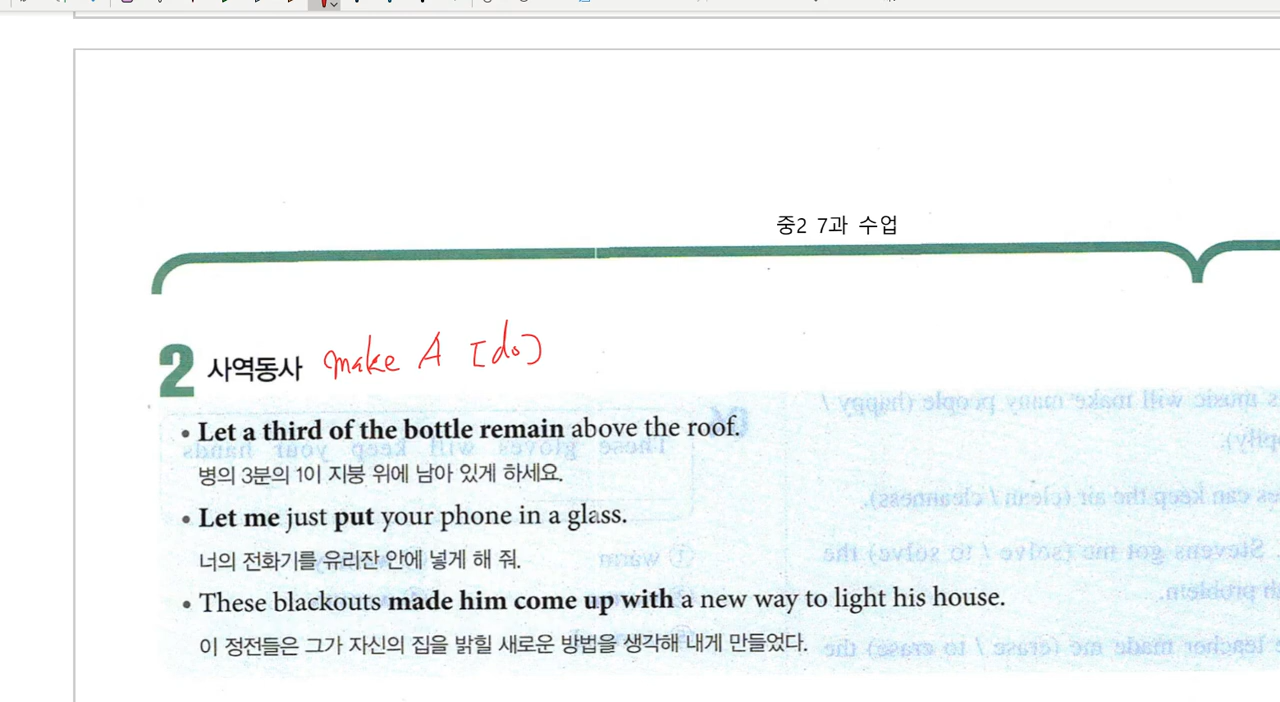 중2 7과 수업
2 사역동사 make A [do]
• Let a third of the bottle remain above the roof.
병의 3분의 1이 지붕 위에 남아 있게 하세요.
• Let me just put your phone in a glass.
너의 전화기를 유리잔 안에 넣게 해 줘.
• These blackouts made him come up with a new way to light his house.
이 정전들은 그가 자신의 집을 밝힐 새로운 방법을 생각해 내게 만들었다.